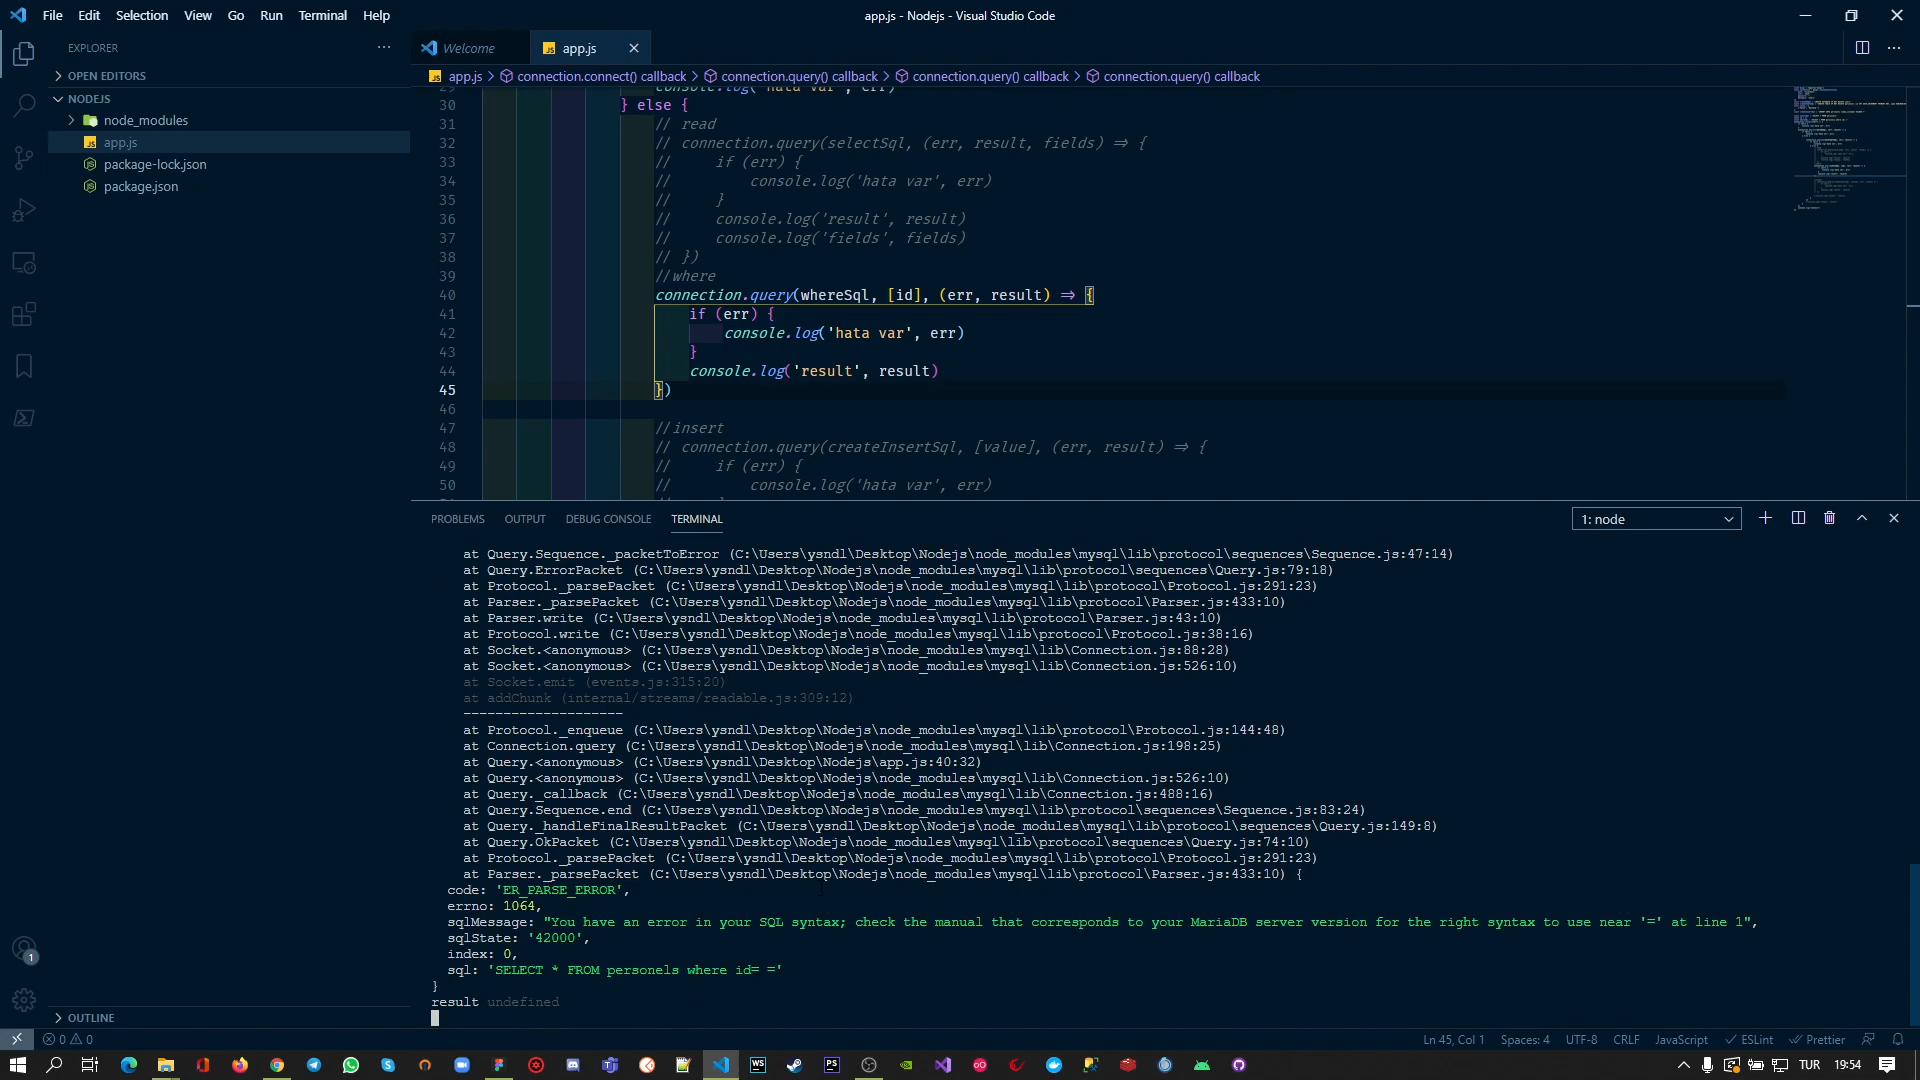 File Edit Selection View Go Run Terminal Help
app.js - Nodejs - Visual Studio Code
EXPLORER
OPEN EDITORS
NODEJS
node_modules
app.js
package-lock.json
package.json
OUTLINE
Welcome
app.js
app.js > connection.connect() callback > connection.query() callback > connection.query() callback > connection.query() callback
29 console.log('hata var', err)
30 } else {
31 // read
32 // connection.query(selectSql, (err, result, fields) => {
33 // if (err) {
34 // console.log('hata var', err)
35 // }
36 // console.log('result', result)
37 // console.log('fields', fields)
38 // })
39 //where
40 connection.query(whereSql, [id], (err, result) => {
41 if (err) {
42 console.log('hata var', err)
43 }
44 console.log('result', result)
45 })
46
47 //insert
48 // connection.query(createInsertSql, [value], (err, result) => {
49 // if (err) {
50 // console.log('hata var', err)
PROBLEMS OUTPUT DEBUG CONSOLE TERMINAL
1: node
at Query.Sequence._packetToError (C:\Users\ysndl\Desktop\Nodejs\node_modules\mysql\lib\protocol\sequences\Sequence.js:47:14)
at Query.ErrorPacket (C:\Users\ysndl\Desktop\Nodejs\node_modules\mysql\lib\protocol\sequences\Query.js:79:18)
at Protocol._parsePacket (C:\Users\ysndl\Desktop\Nodejs\node_modules\mysql\lib\protocol\Protocol.js:291:23)
at Parser._parsePacket (C:\Users\ysndl\Desktop\Nodejs\node_modules\mysql\lib\protocol\Parser.js:433:10)
at Parser.write (C:\Users\ysndl\Desktop\Nodejs\node_modules\mysql\lib\protocol\Parser.js:43:10)
at Protocol.write (C:\Users\ysndl\Desktop\Nodejs\node_modules\mysql\lib\protocol\Protocol.js:38:16)
at Socket.<anonymous> (C:\Users\ysndl\Desktop\Nodejs\node_modules\mysql\lib\Connection.js:88:28)
at Socket.<anonymous> (C:\Users\ysndl\Desktop\Nodejs\node_modules\mysql\lib\Connection.js:526:10)
at Socket.emit (events.js:315:20)
at addChunk (internal/streams/readable.js:309:12)
--------------------
at Protocol._enqueue (C:\Users\ysndl\Desktop\Nodejs\node_modules\mysql\lib\protocol\Protocol.js:144:48)
at Connection.query (C:\Users\ysndl\Desktop\Nodejs\node_modules\mysql\lib\Connection.js:198:25)
at Query.<anonymous> (C:\Users\ysndl\Desktop\Nodejs\app.js:40:32)
at Query.<anonymous> (C:\Users\ysndl\Desktop\Nodejs\node_modules\mysql\lib\Connection.js:526:10)
at Query._callback (C:\Users\ysndl\Desktop\Nodejs\node_modules\mysql\lib\Connection.js:488:16)
at Query.Sequence.end (C:\Users\ysndl\Desktop\Nodejs\node_modules\mysql\lib\protocol\sequences\Sequence.js:83:24)
at Query._handleFinalResultPacket (C:\Users\ysndl\Desktop\Nodejs\node_modules\mysql\lib\protocol\sequences\Query.js:149:8)
at Query.OkPacket (C:\Users\ysndl\Desktop\Nodejs\node_modules\mysql\lib\protocol\sequences\Query.js:74:10)
at Protocol._parsePacket (C:\Users\ysndl\Desktop\Nodejs\node_modules\mysql\lib\protocol\Protocol.js:291:23)
at Parser._parsePacket (C:\Users\ysndl\Desktop\Nodejs\node_modules\mysql\lib\protocol\Parser.js:433:10) {
code: 'ER_PARSE_ERROR',
errno: 1064,
sqlMessage: "You have an error in your SQL syntax; check the manual that corresponds to your MariaDB server version for the right syntax to use near '=' at line 1",
sqlState: '42000',
index: 0,
sql: 'SELECT * FROM personels where id= ='
}
result undefined
0 0
Ln 45, Col 1 Spaces: 4 UTF-8 CRLF JavaScript ESLint Prettier
TUR 19:54